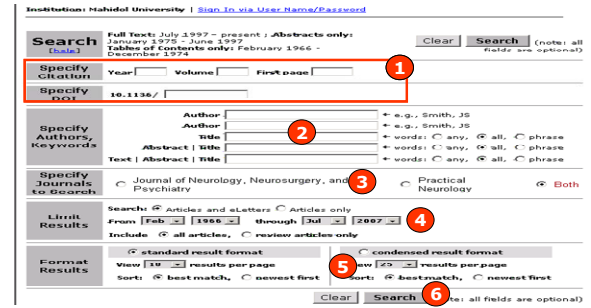 Institution: Mahidol University | Sign In via User Name/Password
Search
[help]
Full Text: July 1997 - present ; Abstracts only:
January 1975 - June 1997
Tables of Contents only: February 1966 -
December 1974
Clear Search (note: all
fields are optional)
Specify
Citation
Year Volume First page
1
Specify
DOI
10.1136/
Specify
Authors,
Keywords
Author e.g., Smith, JS
Author e.g., Smith, JS
2
Title words: any, all, phrase
Abstract | Title words: any, all, phrase
Text | Abstract | Title words: any, all, phrase
Specify
Journals
to Search
Journal of Neurology, Neurosurgery, and
Psychiatry
3
Practical
Neurology
Both
Limit
Results
Search: Articles and eLetters Articles only
From Feb 1966 through Jul 2007
4
Include all articles, review articles only
Format
Results
standard result format
View 10 results per page
Sort: best match, newest first
5
condensed result format
25 results per page
best match, newest first
Clear Search
6
all fields are optional)